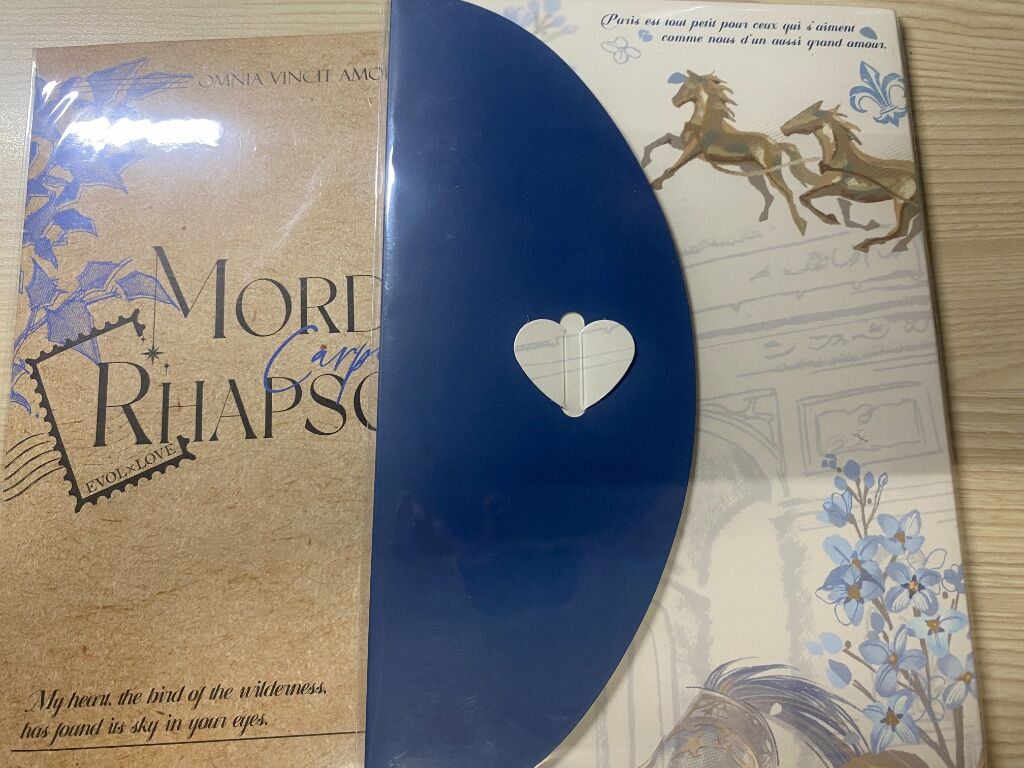 OMNIA VINCIT AMO
MORD
Carp
RHAPSO
EVOL×LOVE
My heart, the bird of the wilderness,
has found its sky in your eyes.
Paris est tout petit pour ceux qui s'aiment
comme nous d'un aussi grand amour.